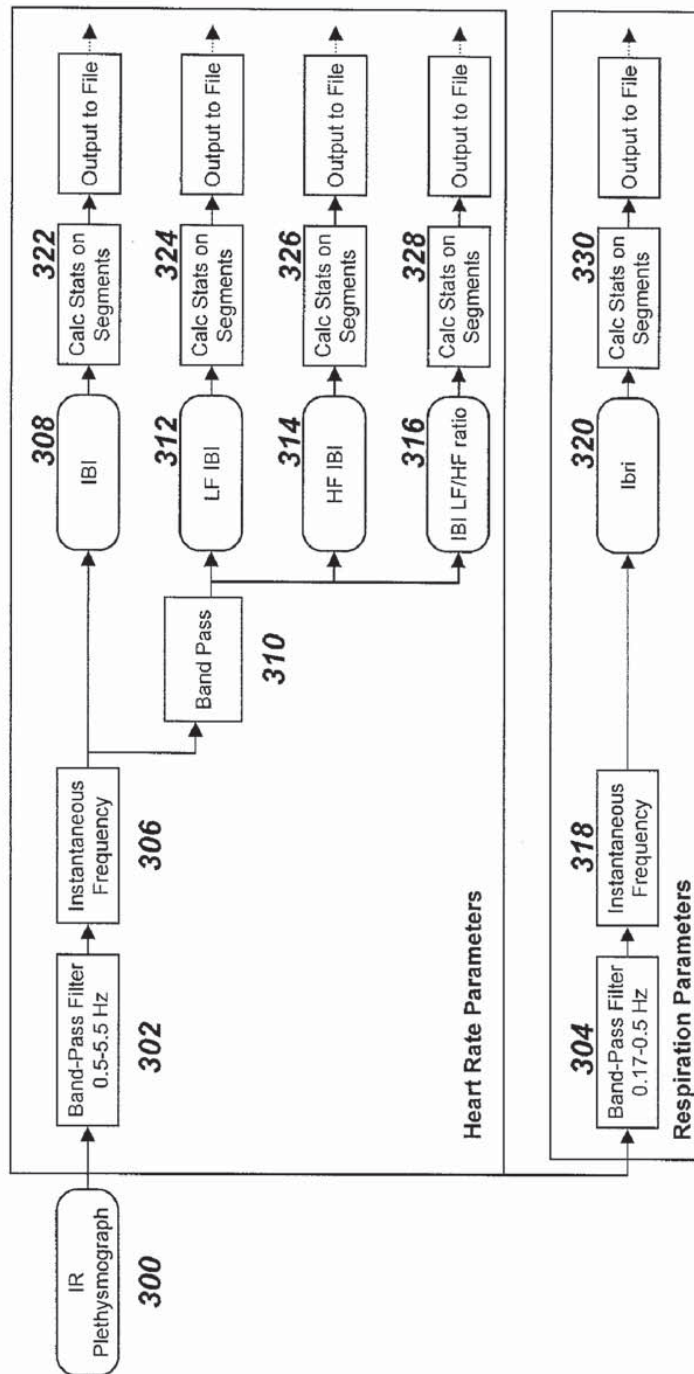 IR
Plethysmograph
300
Band-Pass Filter
0.5-5.5 Hz
302
Instantaneous
Frequency
306
Band Pass
310
308
IBI
322
Calc Stats on
Segments
Output to File
312
LF IBI
324
Calc Stats on
Segments
Output to File
314
HF IBI
326
Calc Stats on
Segments
Output to File
316
IBI LF/HF ratio
328
Calc Stats on
Segments
Output to File
Heart Rate Parameters
304
Band-Pass Filter
0.17-0.5 Hz
318
Instantaneous
Frequency
320
Ibri
330
Calc Stats on
Segments
Output to File
Respiration Parameters